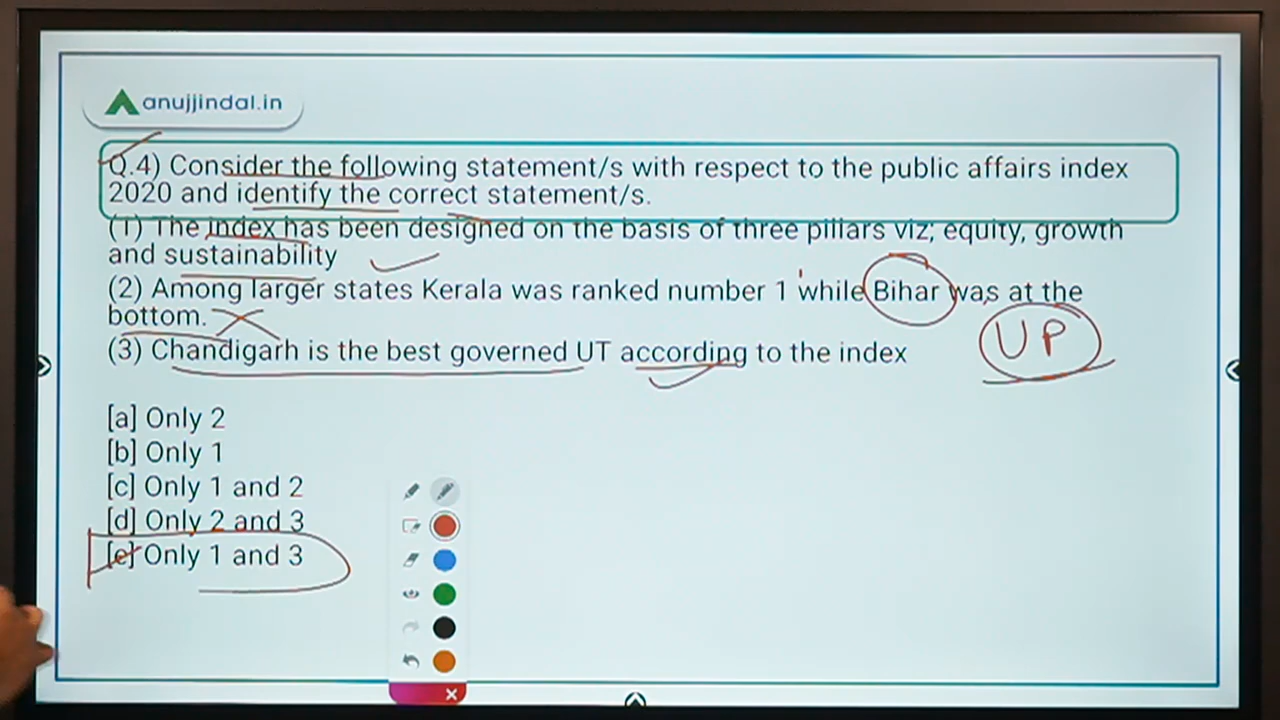 anujjindal.in
Q.4) Consider the following statement/s with respect to the public affairs index
2020 and identify the correct statement/s.
(1) The index has been designed on the basis of three pillars viz; equity, growth
and sustainability
(2) Among larger states Kerala was ranked number 1 while Bihar was at the
bottom.
UP
(3) Chandigarh is the best governed UT according to the index
[a] Only 2
[b] Only 1
[c] Only 1 and 2
[d] Only 2 and 3
[e] Only 1 and 3